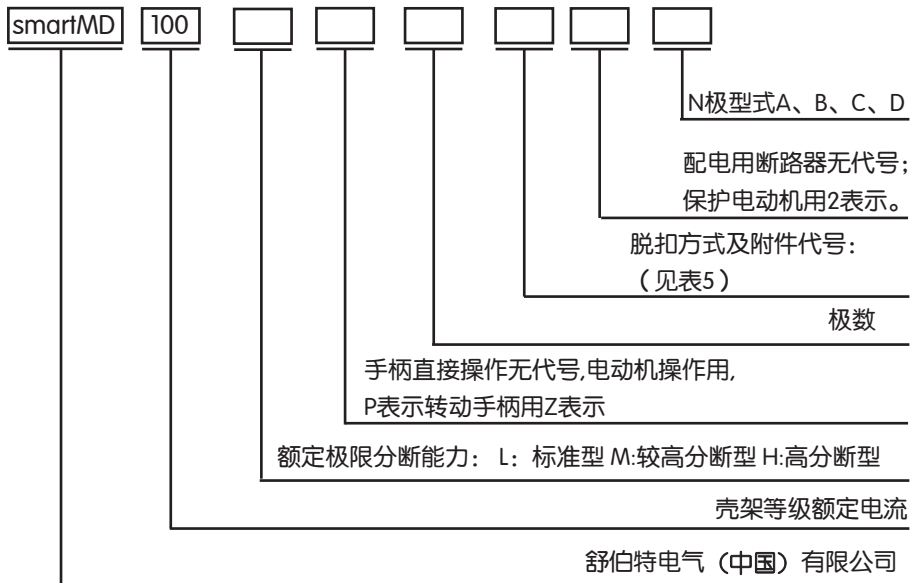 smartMD 100
N极型式A、B、C、D
配电用断路器无代号；
保护电动机用2表示。
脱扣方式及附件代号：
（见表5）
极数
手柄直接操作无代号,电动机操作用,
P表示转动手柄用Z表示
额定极限分断能力： L：标准型 M:较高分断型 H:高分断型
壳架等级额定电流
舒伯特电气（中国）有限公司